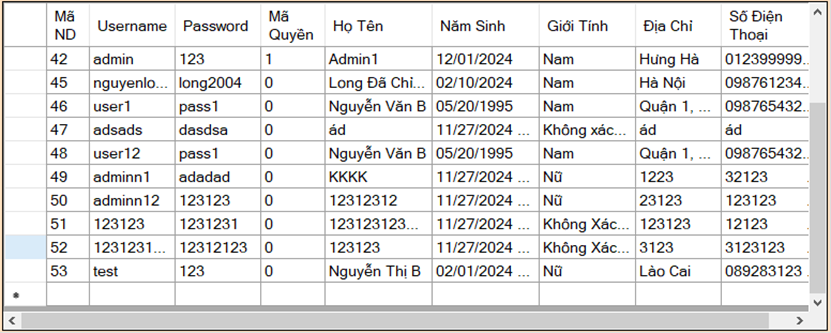 Mã ND Username Password Mã Quyền Họ Tên Năm Sinh Giới Tính Địa Chỉ Số Điện Thoại
42 admin 123 1 Admin1 12/01/2024 Nam Hưng Hà 012399999...
45 nguyenlo... long2004 0 Long Đã Chỉ... 02/10/2024 Nam Hà Nội 098761234...
46 user1 pass1 0 Nguyễn Văn B 05/20/1995 Nam Quận 1, ... 098765432...
47 adsads dasdsa 0 ád 11/27/2024 ... Không xác... ád ád
48 user12 pass1 0 Nguyễn Văn B 05/20/1995 Nam Quận 1, ... 098765432...
49 adminn1 adadad 0 KKKK 11/27/2024 ... Nữ 1223 32123
50 adminn12 123123 0 12312312 11/27/2024 ... Nữ 23123 123123
51 123123 1231231 0 123123123... 11/27/2024 ... Không Xác... 123123 12123
52 1231231... 12312123 0 123123 11/27/2024 ... Không Xác... 3123 3123123
53 test 123 0 Nguyễn Thị B 02/01/2024 ... Nữ Lào Cai 089283123